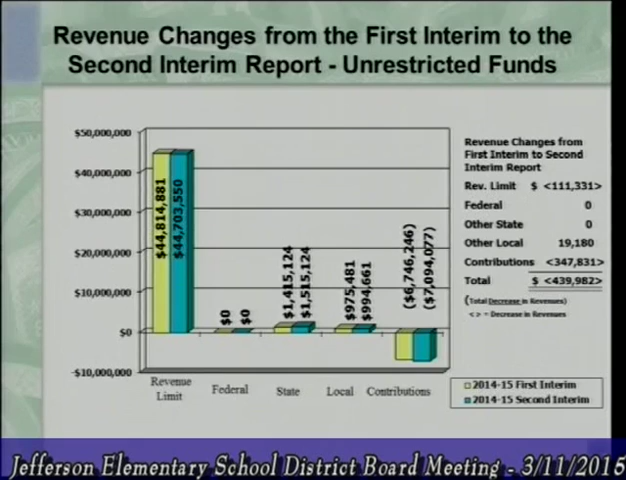 Revenue Changes from the First Interim to the
Second Interim Report - Unrestricted Funds
$50,000,000
$40,000,000
$30,000,000
$20,000,000
$10,000,000
$0
-$10,000,000
$44,814,881
$44,703,550
$0
$0
$1,415,124
$1,515,124
$975,481
$994,661
($6,746,246)
($7,094,077)
Revenue
Limit
Federal
State
Local
Contributions
Revenue Changes from
First Interim to Second
Interim Report
Rev. Limit $ <111,331>
Federal 0
Other State 0
Other Local 19,180
Contributions <347,831>
Total $ <439,982>
(Total Decrease in Revenues)
< > = Decrease in Revenues
2014-15 First Interim
2014-15 Second Interim
Jefferson Elementary School District Board Meeting - 3/11/2015